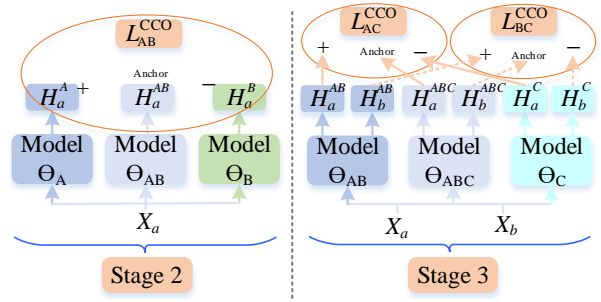 L_AB^CCO
H_a^A + Anchor H_a^AB − H_a^B
Model Θ_A
Model Θ_AB
Model Θ_B
X_a
Stage 2
L_AC^CCO L_BC^CCO
+ Anchor − + Anchor −
H_a^AB H_b^AB H_a^ABC H_b^ABC H_a^C H_b^C
Model Θ_AB
Model Θ_ABC
Model Θ_C
X_a X_b
Stage 3